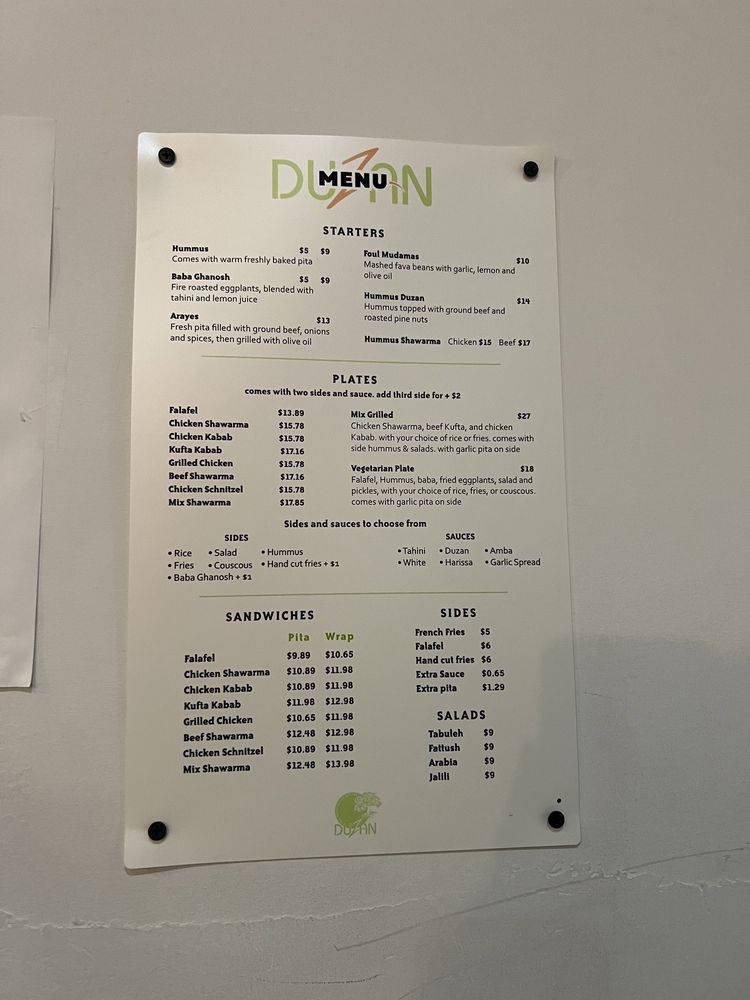 DUZAN
MENU
STARTERS
Hummus $5 $9
Comes with warm freshly baked pita
Baba Ghanosh $5 $9
Fire roasted eggplants, blended with
tahini and lemon juice
Arayes $13
Fresh pita filled with ground beef, onions
and spices, then grilled with olive oil
Foul Mudamas $10
Mashed fava beans with garlic, lemon and
olive oil
Hummus Duzan $14
Hummus topped with ground beef and
roasted pine nuts
Hummus Shawarma Chicken $15 Beef $17
PLATES
comes with two sides and sauce. add third side for + $2
Falafel $13.89
Chicken Shawarma $15.78
Chicken Kabab $15.78
Kufta Kabab $17.16
Grilled Chicken $15.78
Beef Shawarma $17.16
Chicken Schnitzel $15.78
Mix Shawarma $17.85
Mix Grilled $27
Chicken Shawarma, beef Kufta, and chicken
Kabab. with your choice of rice or fries. comes with
side hummus & salads. with garlic pita on side
Vegetarian Plate $18
Falafel, Hummus, baba, fried eggplants, salad and
pickles, with your choice of rice, fries, or couscous.
comes with garlic pita on side
Sides and sauces to choose from
SIDES
• Rice • Salad • Hummus
• Fries • Couscous • Hand cut fries + $1
• Baba Ghanosh + $1
SAUCES
• Tahini • Duzan • Amba
• White • Harissa • Garlic Spread
SANDWICHES
Pita Wrap
Falafel $9.89 $10.65
Chicken Shawarma $10.89 $11.98
Chicken Kabab $10.89 $11.98
Kufta Kabab $11.98 $12.98
Grilled Chicken $10.65 $11.98
Beef Shawarma $12.48 $12.98
Chicken Schnitzel $10.89 $11.98
Mix Shawarma $12.48 $13.98
SIDES
French Fries $5
Falafel $6
Hand cut fries $6
Extra Sauce $0.65
Extra pita $1.29
SALADS
Tabuleh $9
Fattush $9
Arabia $9
Jalili $9
DUZAN